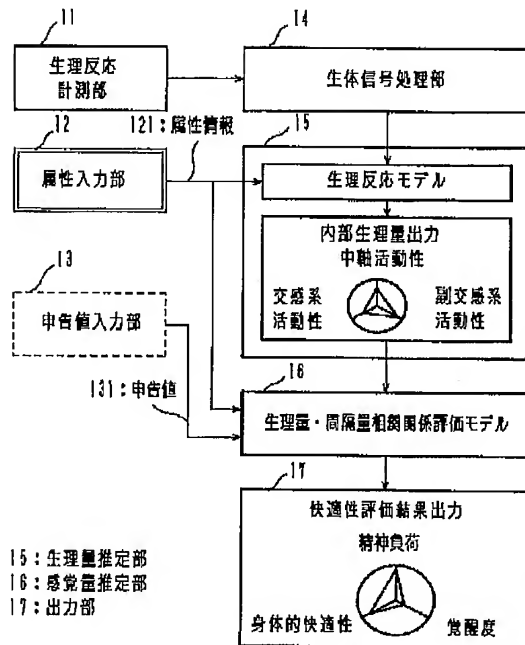 11
生理反応
計測部
14
生体信号処理部
121:属性情報
12
属性入力部
15
生理反応モデル
内部生理量出力
中軸活動性
交感系
活動性
副交感系
活動性
13
申告値入力部
131:申告値
16
生理量・間隔量相関関係評価モデル
17
快適性評価結果出力
精神負荷
身体的快適性
覚醒度
15:生理量推定部
16:感覚量推定部
17:出力部